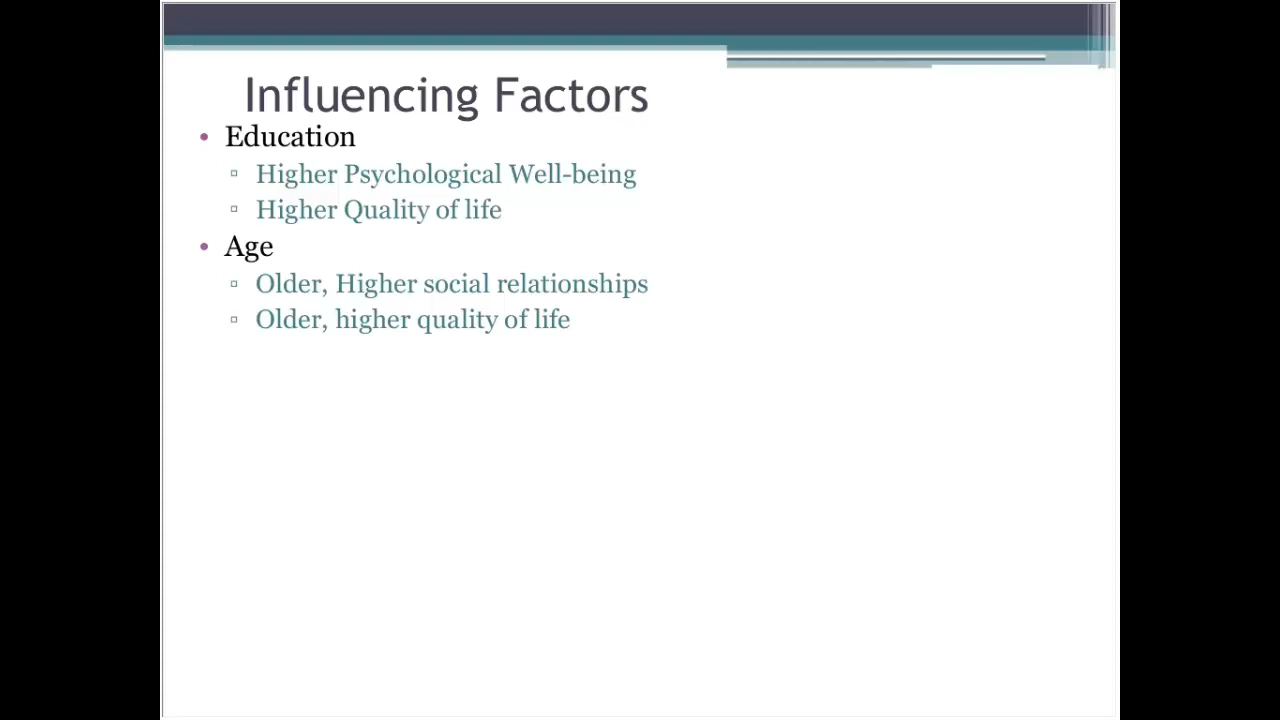 Influencing Factors
• Education
▫ Higher Psychological Well-being
▫ Higher Quality of life
• Age
▫ Older, Higher social relationships
▫ Older, higher quality of life